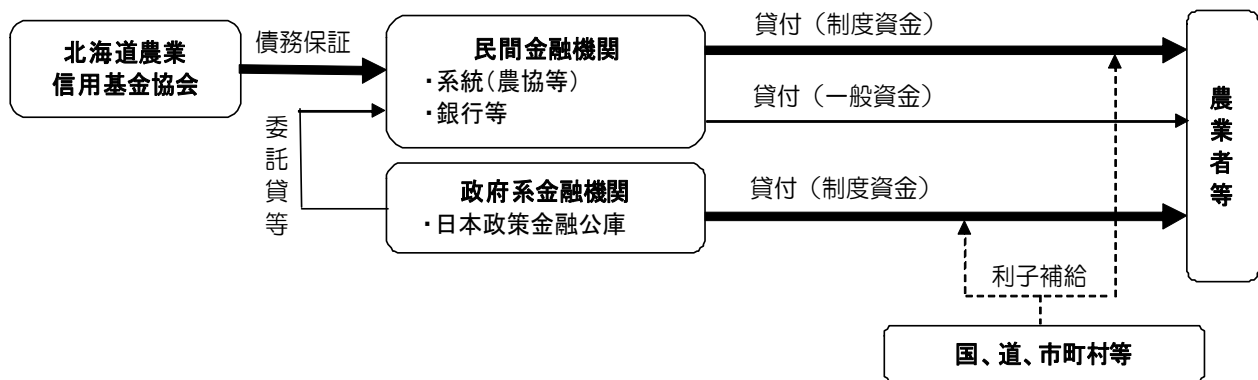 北海道農業
信用基金協会
債務保証
民間金融機関
・系統(農協等)
・銀行等
貸付（制度資金）
貸付（一般資金）
農業者等
委託貸等
政府系金融機関
・日本政策金融公庫
貸付（制度資金）
利子補給
国、道、市町村等